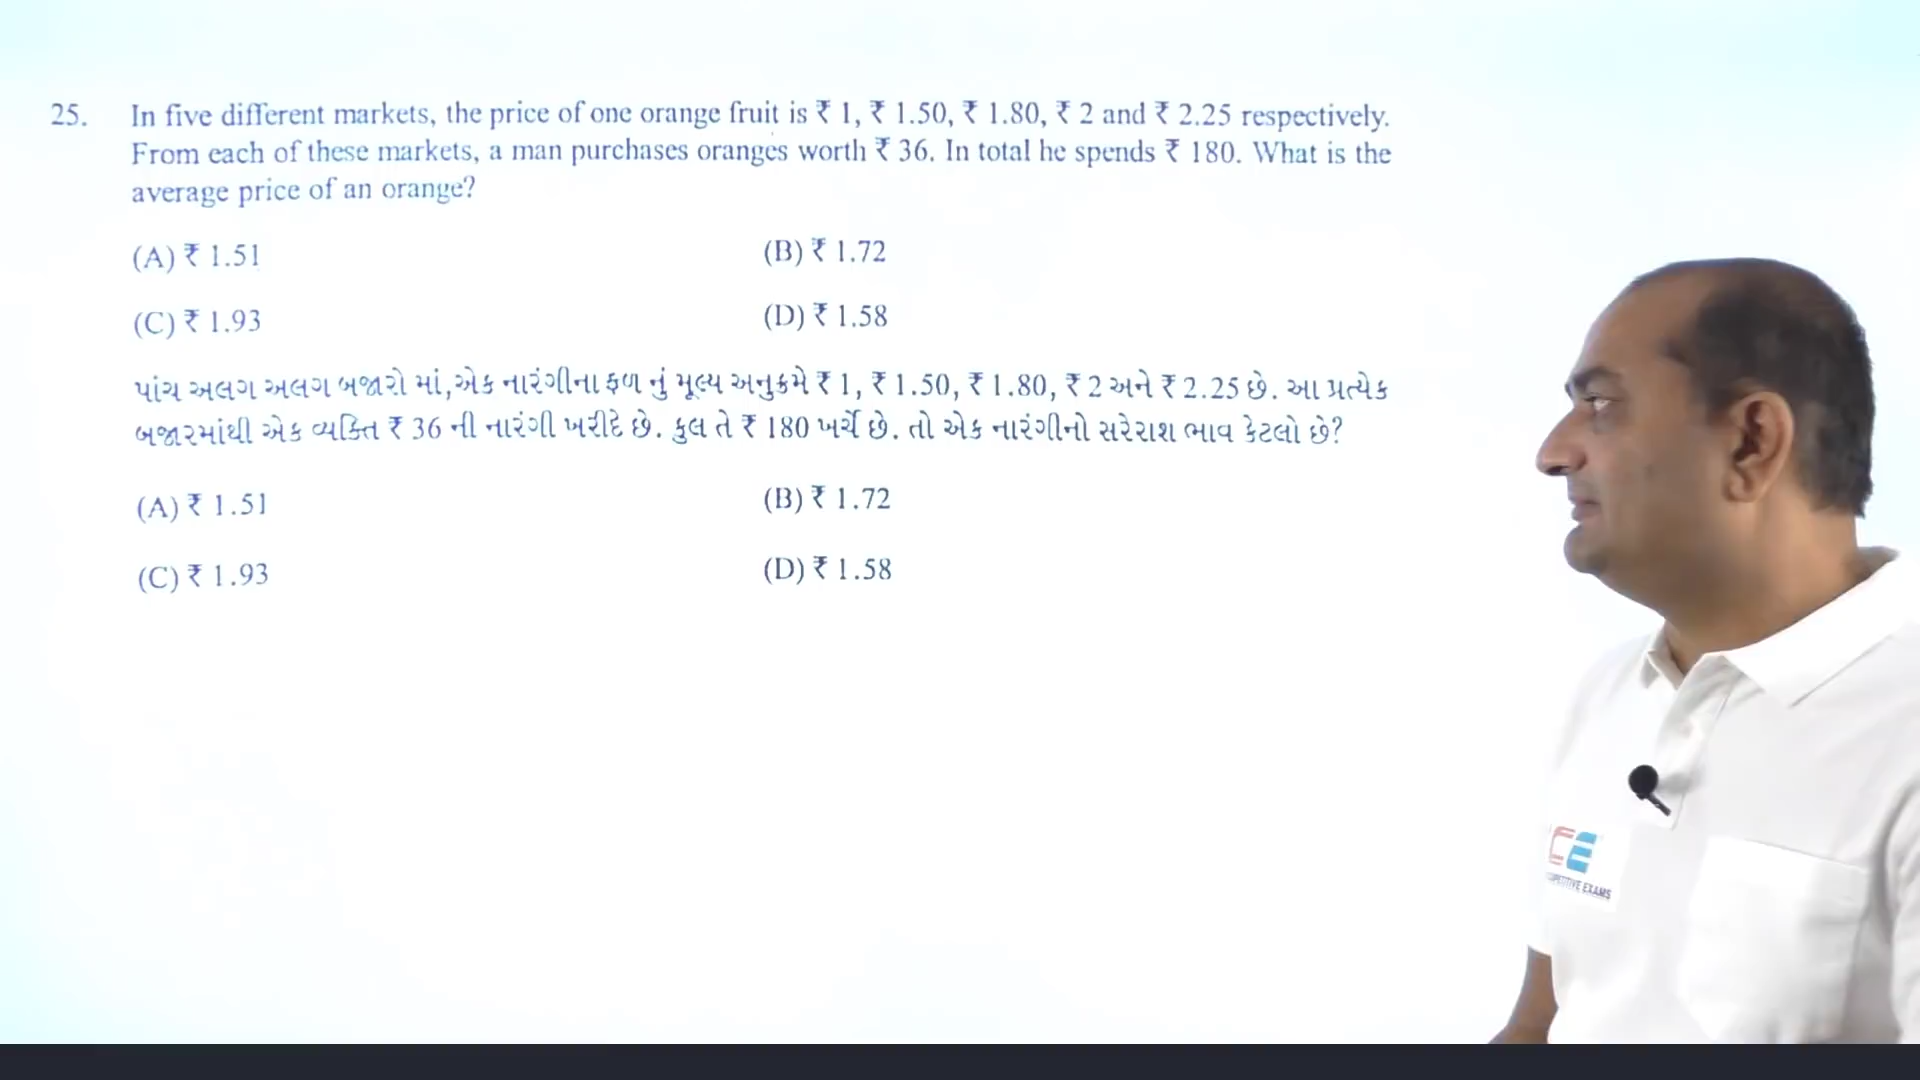 25. In five different markets, the price of one orange fruit is ₹ 1, ₹ 1.50, ₹ 1.80, ₹ 2 and ₹ 2.25 respectively.
From each of these markets, a man purchases oranges worth ₹ 36. In total he spends ₹ 180. What is the
average price of an orange?
(A) ₹ 1.51 (B) ₹ 1.72
(C) ₹ 1.93 (D) ₹ 1.58
પાંચ અલગ અલગ બજારો માં,એક નારંગીના ફળ નું મૂલ્ય અનુક્રમે ₹ 1, ₹ 1.50, ₹ 1.80, ₹ 2 અને ₹ 2.25 છે. આ પ્રત્યેક
બજારમાંથી એક વ્યક્તિ ₹ 36 ની નારંગી ખરીદે છે. કુલ તે ₹ 180 ખર્ચે છે. તો એક નારંગીનો સરેરાશ ભાવ કેટલો છે?
(A) ₹ 1.51 (B) ₹ 1.72
(C) ₹ 1.93 (D) ₹ 1.58
CE
EXAMS